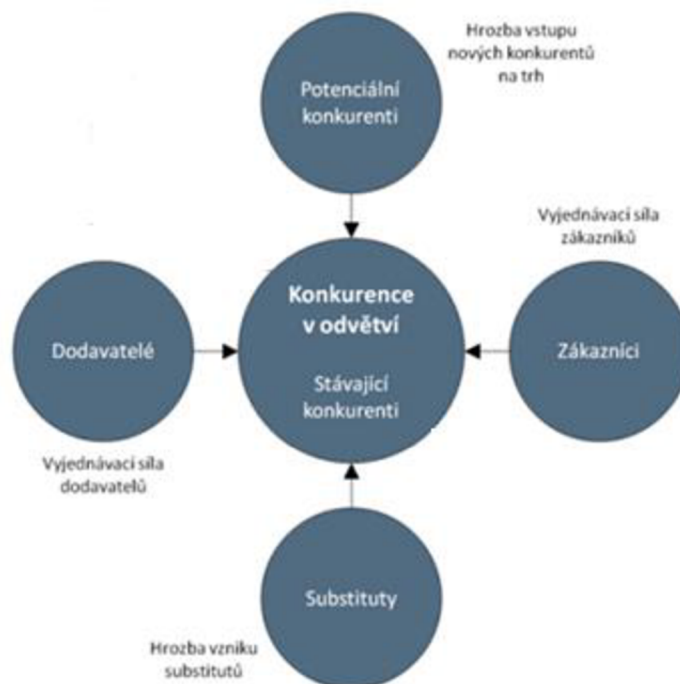 Hrozba vstupu
nových konkurentů
na trh
Potenciální
konkurenti
Vyjednávací síla
zákazníků
Konkurence
v odvětví
Stávající
konkurenti
Dodavatelé
Zákazníci
Vyjednávací síla
dodavatelů
Substituty
Hrozba vzniku
substitutů